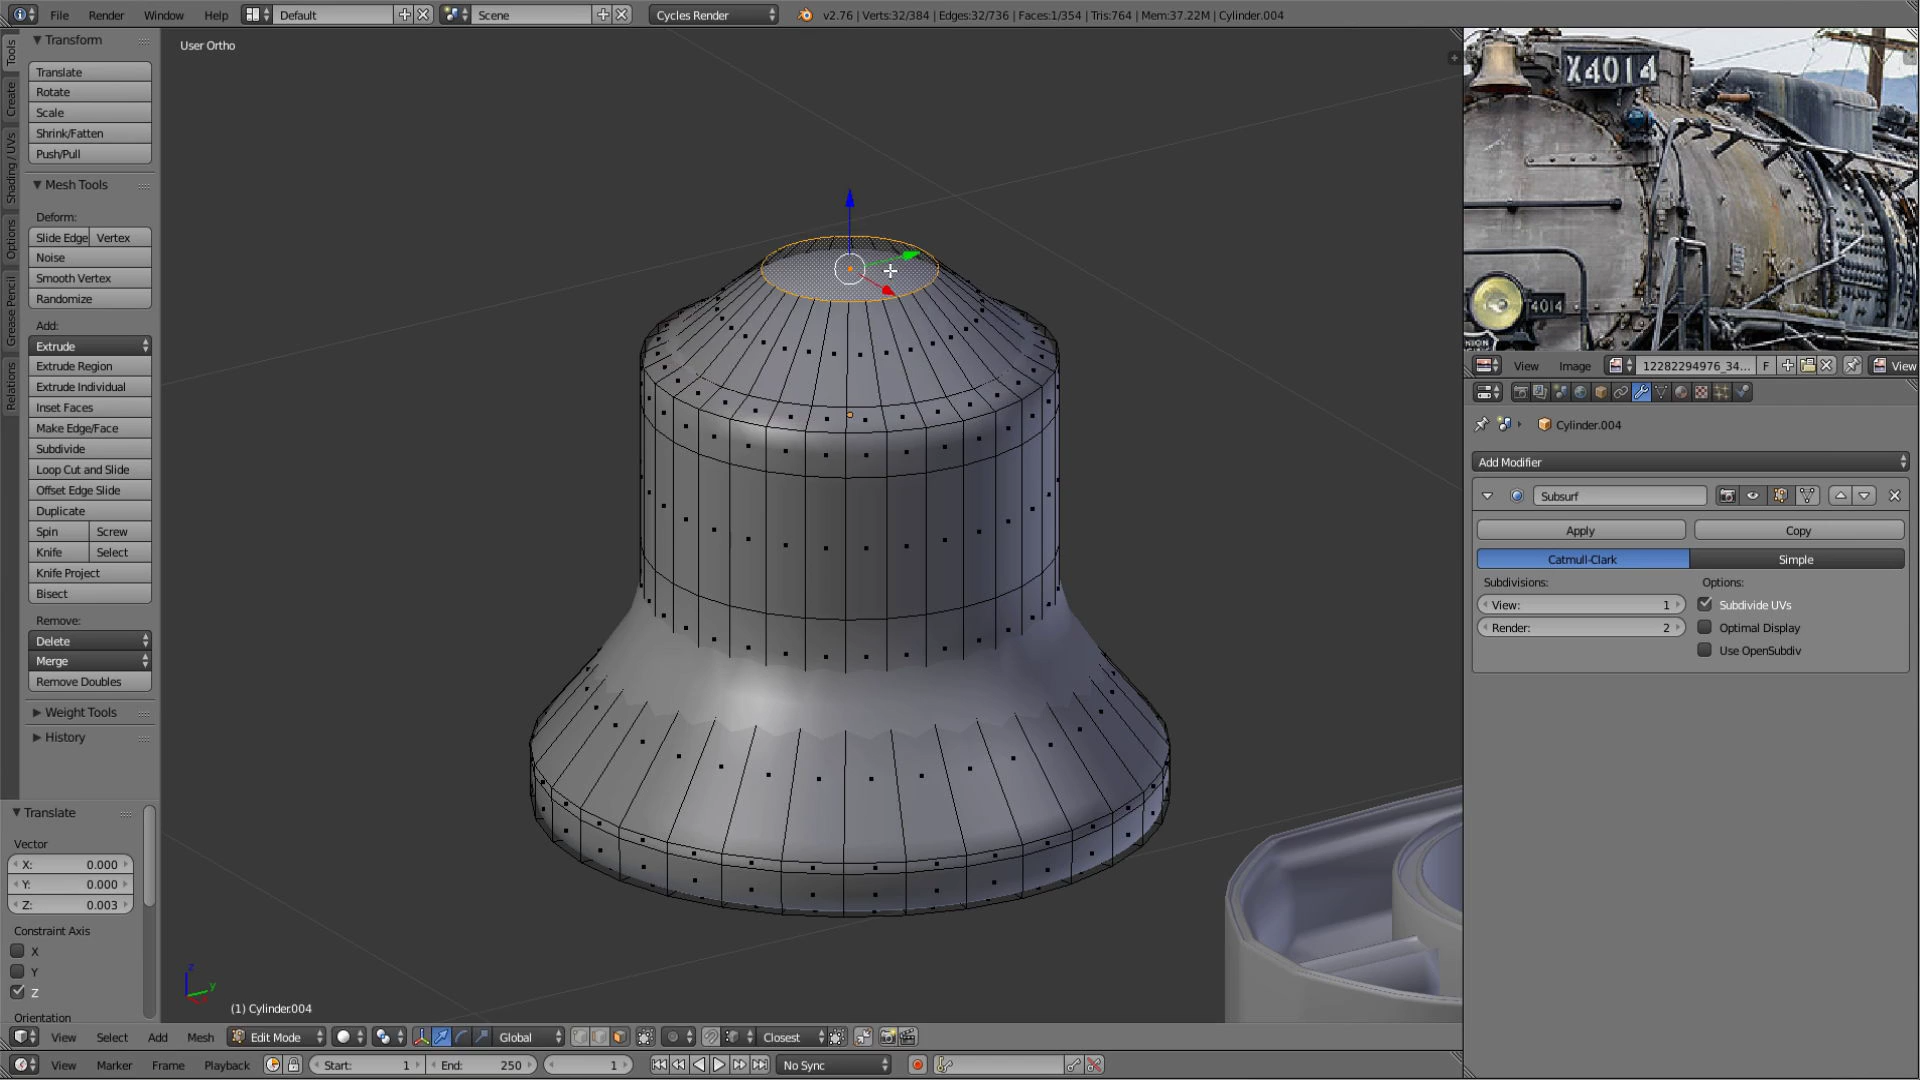 File Render Window Help Default Scene Cycles Render v2.76 | Verts:32/384 | Edges:32/736 | Faces:1/354 | Tris:764 | Mem:37.22M | Cylinder.004
Tools
Create
Shading / UVs
Options
Grease Pencil
Relations
Transform
Translate
Rotate
Scale
Shrink/Fatten
Push/Pull
Mesh Tools
Deform:
Slide Edge Vertex
Noise
Smooth Vertex
Randomize
Add:
Extrude
Extrude Region
Extrude Individual
Inset Faces
Make Edge/Face
Subdivide
Loop Cut and Slide
Offset Edge Slide
Duplicate
Spin Screw
Knife Select
Knife Project
Bisect
Remove:
Delete
Merge
Remove Doubles
Weight Tools
History
Translate
Vector
X: 0.000
Y: 0.000
Z: 0.003
Constraint Axis
X
Y
Z
Orientation
User Ortho
z
y
(1) Cylinder.004
X4014
4014
NION
View Image 12282294976_34... F View
Cylinder.004
Add Modifier
Subsurf
Apply Copy
Catmull-Clark Simple
Subdivisions: Options:
View: 1 Subdivide UVs
Render: 2 Optimal Display
Use OpenSubdiv
View Select Add Mesh Edit Mode Global Closest
View Marker Frame Playback Start: 1 End: 250 1 No Sync